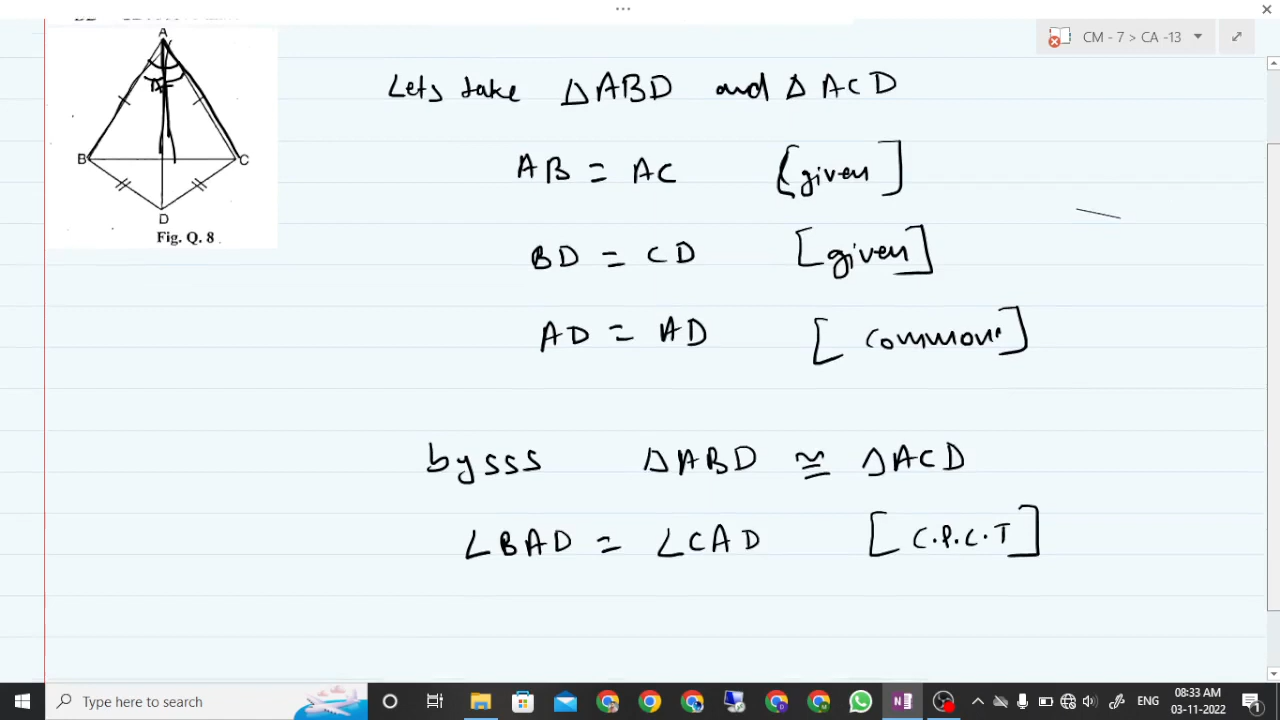 CM - 7 > CA -13
A
B
C
D
Fig. Q. 8
Lets take △ABD and △ACD
AB = AC [given]
BD = CD [given]
AD = AD [common]
by sss △ABD ≅ △ACD
∠BAD = ∠CAD [C.P.C.T]
Type here to search
ENG
08:33 AM
03-11-2022
1